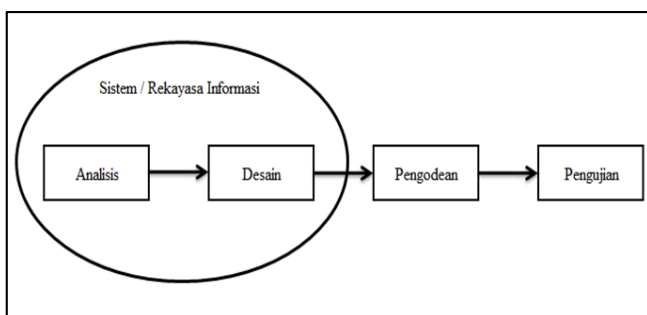 Sistem / Rekayasa Informasi
Analisis
Desain
Pengodean
Pengujian